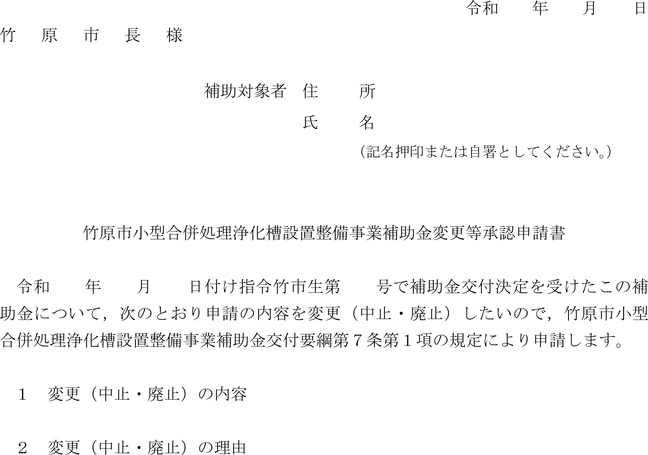 令和　　年　　月　　日
竹　原　市　長　様
補助対象者　住　　所
氏　　名
（記名押印または自署としてください。）
竹原市小型合併処理浄化槽設置整備事業補助金変更等承認申請書
令和　　年　　月　　日付け指令竹市生第　　号で補助金交付決定を受けたこの補
助金について，次のとおり申請の内容を変更（中止・廃止）したいので，竹原市小型
合併処理浄化槽設置整備事業補助金交付要綱第７条第１項の規定により申請します。
１　変更（中止・廃止）の内容
２　変更（中止・廃止）の理由